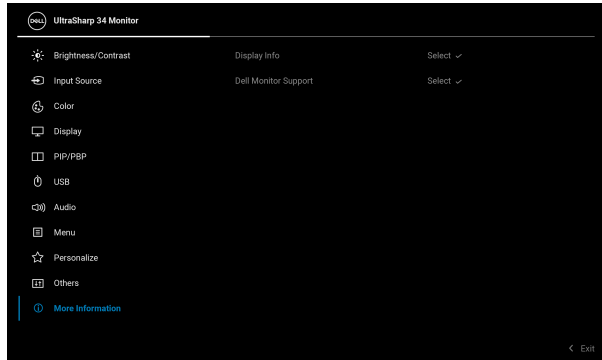 DELL UltraSharp 34 Monitor
Brightness/Contrast Display Info Select
Input Source Dell Monitor Support Select
Color
Display
PIP/PBP
USB
Audio
Menu
Personalize
Others
More Information
Exit